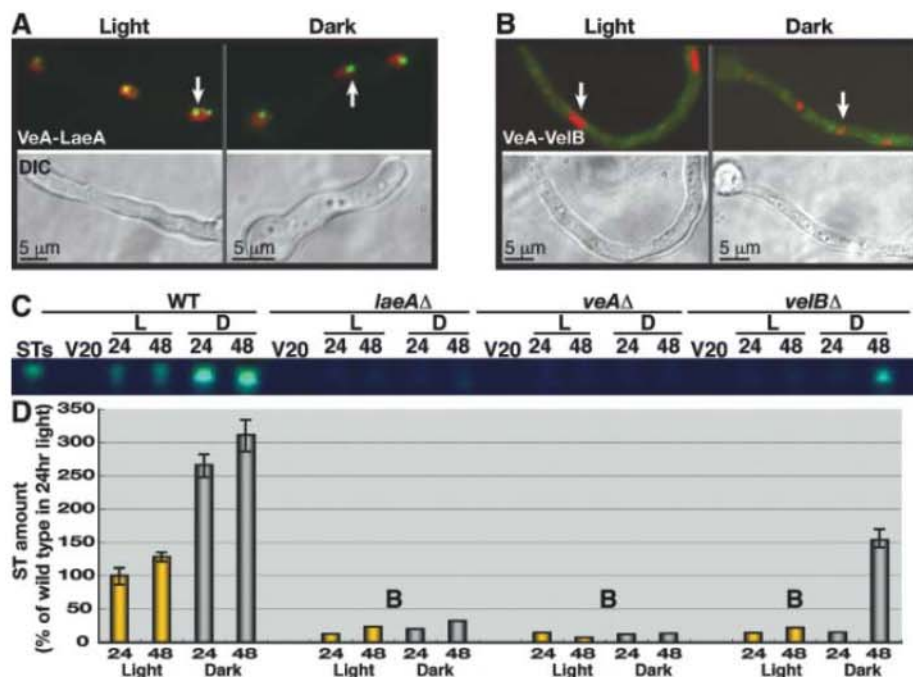 A
Light
Dark
VeA-LaeA
DIC
5 µm
5 µm
B
Light
Dark
VeA-VelB
5 µm
5 µm
C
WT
laeAΔ
veAΔ
velBΔ
L D L D L D L D
STs V20 24 48 24 48 V20 24 48 24 48 V20 24 48 24 48 V20 24 48 24 48
D
ST amount
(% of wild type in 24hr light)
350
300
250
200
150
100
50
0
B B B
24 48 24 48 24 48 24 48 24 48 24 48 24 48 24 48
Light Dark Light Dark Light Dark Light Dark